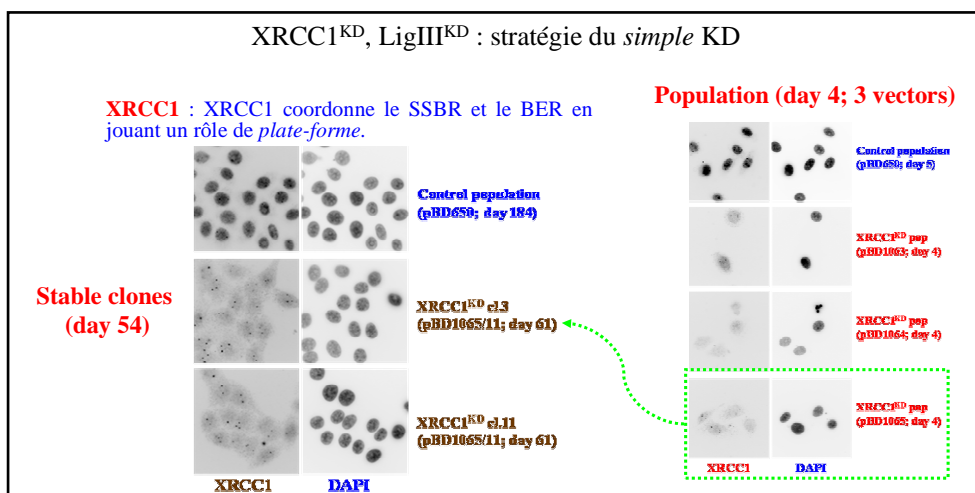 XRCC1KD, LigIIIKD : stratégie du simple KD
XRCC1 : XRCC1 coordonne le SSBR et le BER en
jouant un rôle de plate-forme.
Control population
(pBD650; day 184)
Stable clones
(day 54)
XRCC1KD cl.3
(pBD1065/11; day 61)
XRCC1KD cl.11
(pBD1065/11; day 61)
XRCC1
DAPI
Population (day 4; 3 vectors)
Control population
(pBD650; day 5)
XRCC1KD pop
(pBD1063; day 4)
XRCC1KD pop
(pBD1064; day 4)
XRCC1KD pop
(pBD1065; day 4)
XRCC1
DAPI